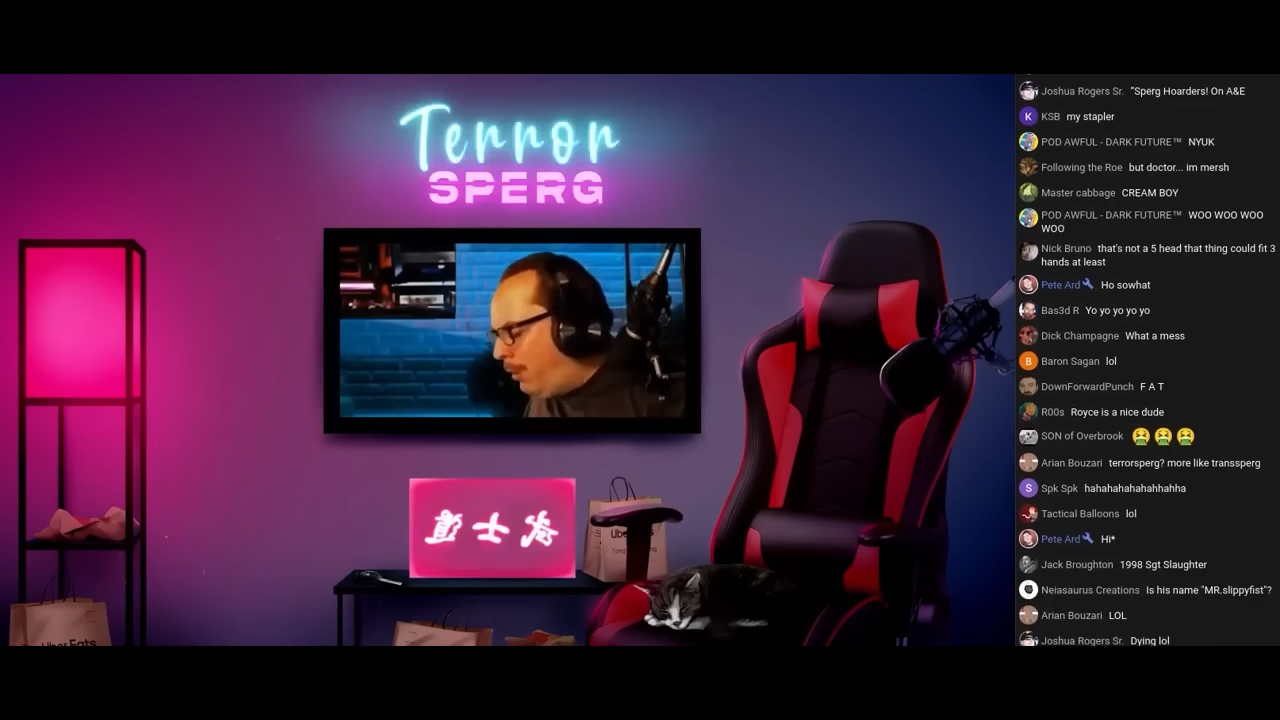 Terror
SPERG
Joshua Rogers Sr. "Sperg Hoarders! On A&E
K KSB my stapler
POD AWFUL - DARK FUTURE™ NYUK
Following the Roe but doctor... im mersh
Master cabbage CREAM BOY
POD AWFUL - DARK FUTURE™ WOO WOO WOO
WOO
Nick Bruno that's not a 5 head that thing could fit 3
hands at least
Pete Ard Ho sowhat
Bas3d R Yo yo yo yo yo
Dick Champagne What a mess
B Baron Sagan lol
DownForwardPunch F A T
R00s Royce is a nice dude
SON of Overbrook 🤮 🤮 🤮
Arian Bouzari terrorsperg? more like transsperg
S Spk Spk hahahahahahahhahha
Tactical Balloons lol
Pete Ard Hi*
Jack Broughton 1998 Sgt Slaughter
Neiasaurus Creations Is his name "MR.slippyfist"?
Arian Bouzari LOL
Joshua Rogers Sr. Dying lol
Uber Eats